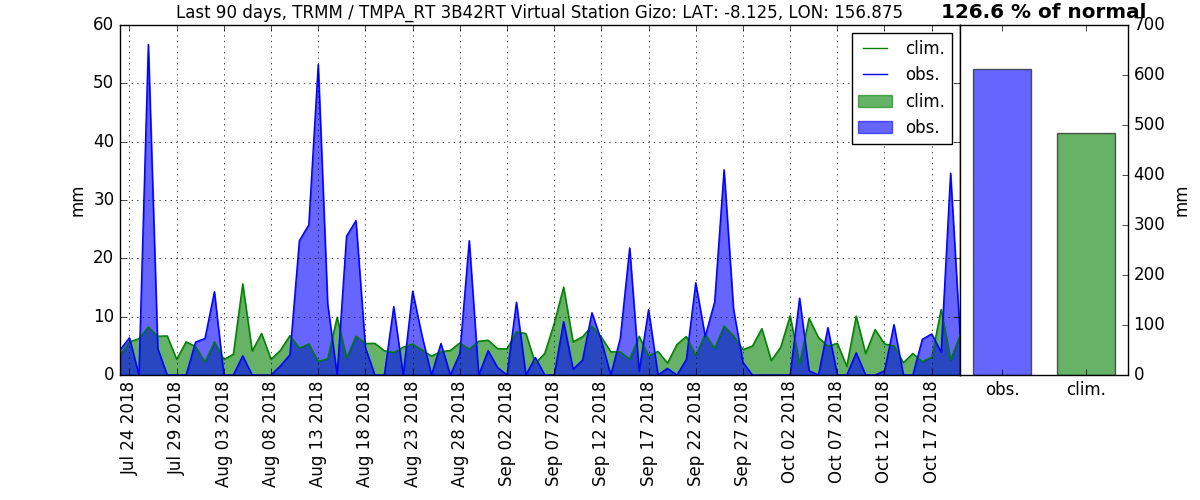 Last 90 days, TRMM / TMPA_RT 3B42RT Virtual Station Gizo: LAT: -8.125, LON: 156.875
126.6 % of normal
60
50
40
30
20
10
0
mm
clim.
obs.
clim.
obs.
Jul 24 2018
Jul 29 2018
Aug 03 2018
Aug 08 2018
Aug 13 2018
Aug 18 2018
Aug 23 2018
Aug 28 2018
Sep 02 2018
Sep 07 2018
Sep 12 2018
Sep 17 2018
Sep 22 2018
Sep 27 2018
Oct 02 2018
Oct 07 2018
Oct 12 2018
Oct 17 2018
700
600
500
400
300
200
100
0
mm
obs.
clim.